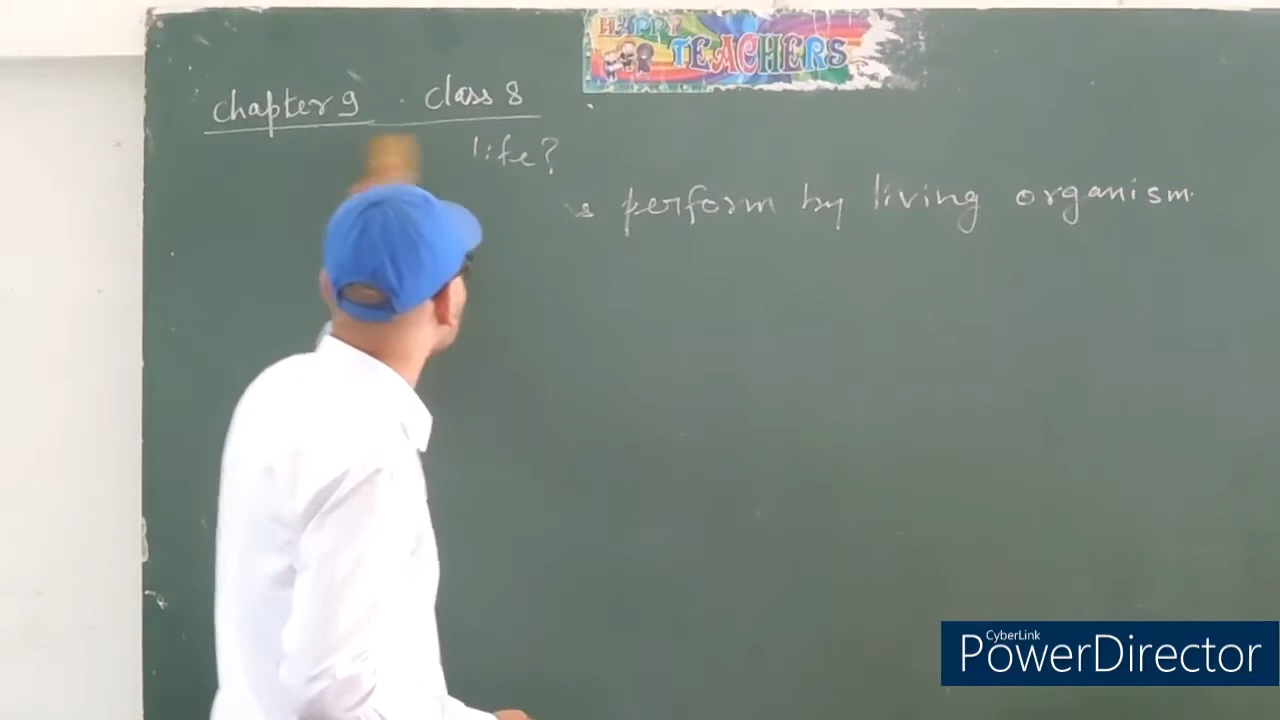 HAPPY
TEACHERS
chapter 9 . class 8
life?
perform by living organism.
CyberLink
PowerDirector